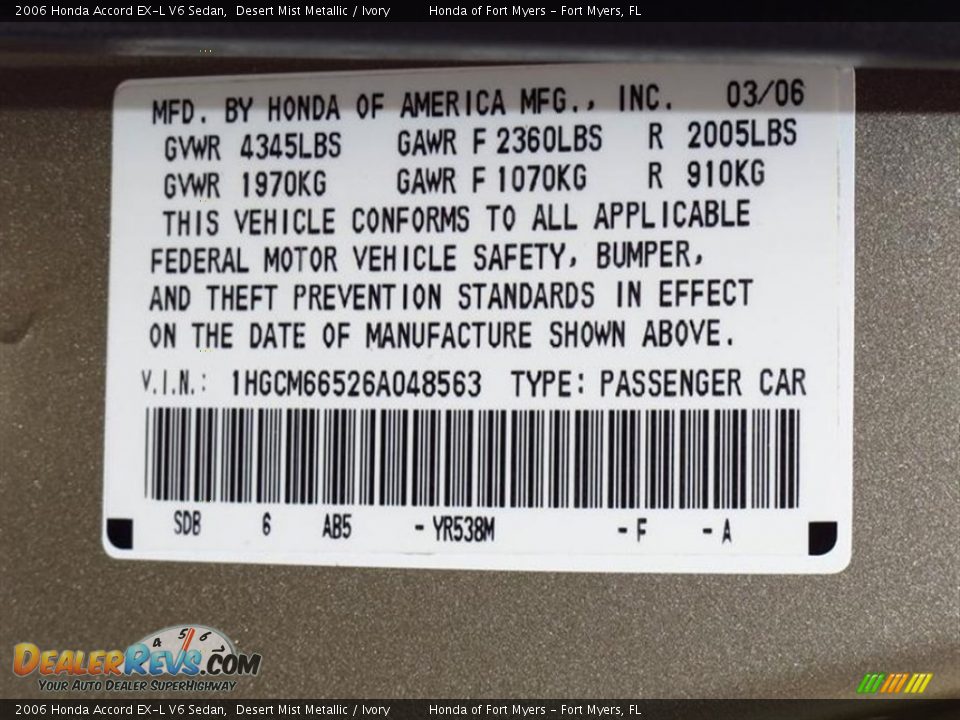 2006 Honda Accord EX-L V6 Sedan, Desert Mist Metallic / Ivory Honda of Fort Myers - Fort Myers, FL
MFD. BY HONDA OF AMERICA MFG., INC. 03/06
GVWR 4345LBS GAWR F 2360LBS R 2005LBS
GVWR 1970KG GAWR F 1070KG R 910KG
THIS VEHICLE CONFORMS TO ALL APPLICABLE
FEDERAL MOTOR VEHICLE SAFETY, BUMPER,
AND THEFT PREVENTION STANDARDS IN EFFECT
ON THE DATE OF MANUFACTURE SHOWN ABOVE.
V.I.N.: 1HGCM66526A048563 TYPE: PASSENGER CAR
SDB 6 AB5 - YR538M - F - A
4 5 6 7
DEALERREVS.COM
YOUR AUTO DEALER SUPERHIGHWAY
2006 Honda Accord EX-L V6 Sedan, Desert Mist Metallic / Ivory Honda of Fort Myers - Fort Myers, FL